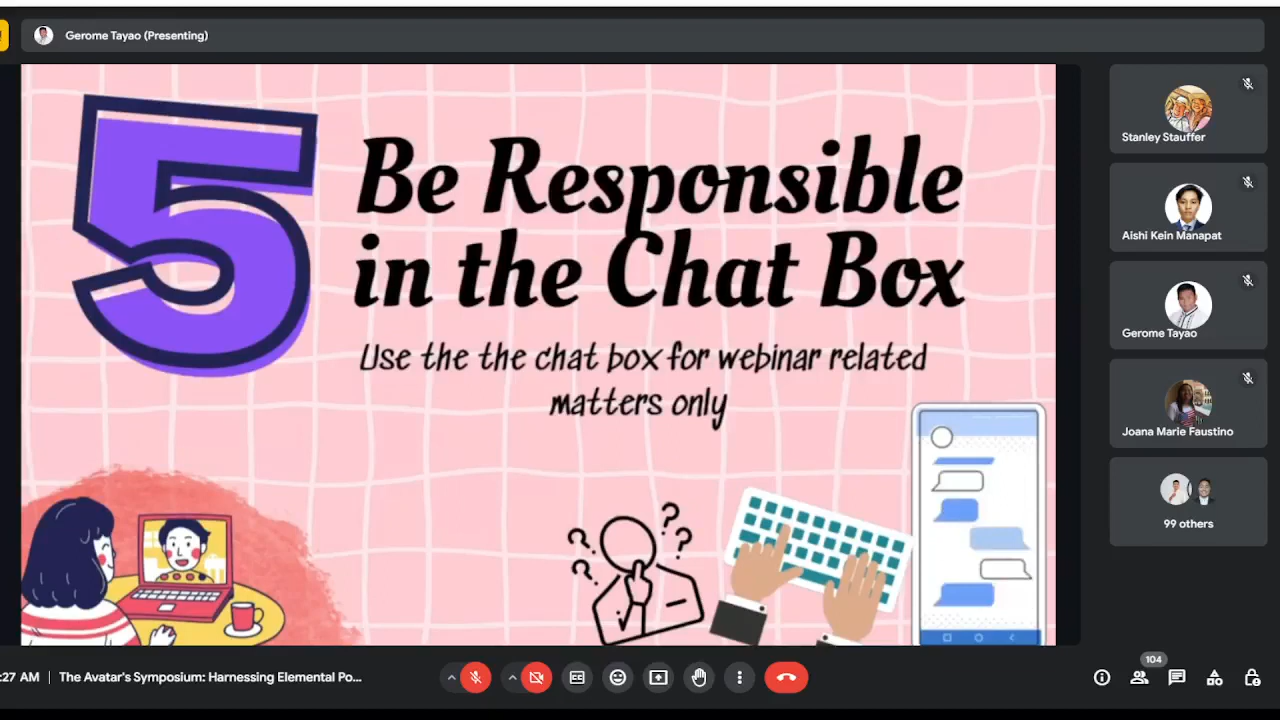 Gerome Tayao (Presenting)
5
Be Responsible
in the Chat Box
Use the the chat box for webinar related
matters only
Stanley Stauffer
Aishi Kein Manapat
Gerome Tayao
Joana Marie Faustino
99 others
:27 AM | The Avatar's Symposium: Harnessing Elemental Po...
104